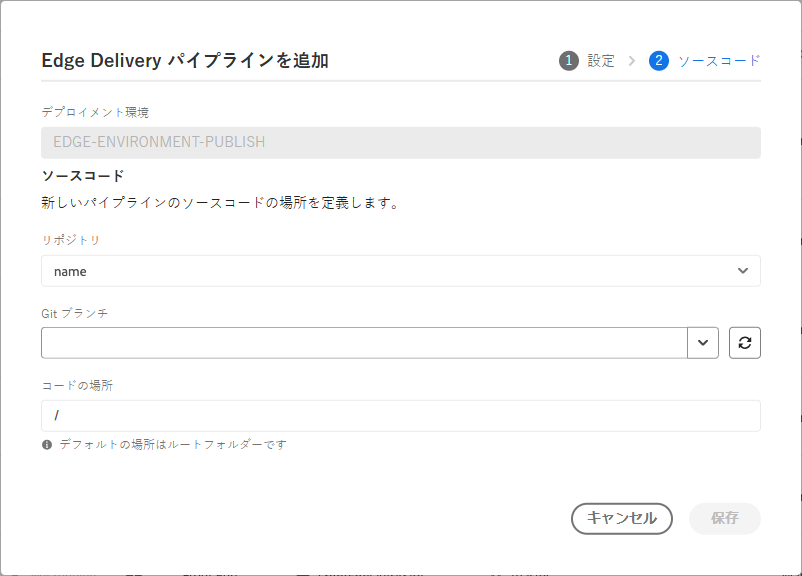 Edge Delivery パイプラインを追加
1 設定 2 ソースコード
デプロイメント環境
EDGE-ENVIRONMENT-PUBLISH
ソースコード
新しいパイプラインのソースコードの場所を定義します。
リポジトリ
name
Git ブランチ
コードの場所
/
デフォルトの場所はルートフォルダーです
キャンセル 保存